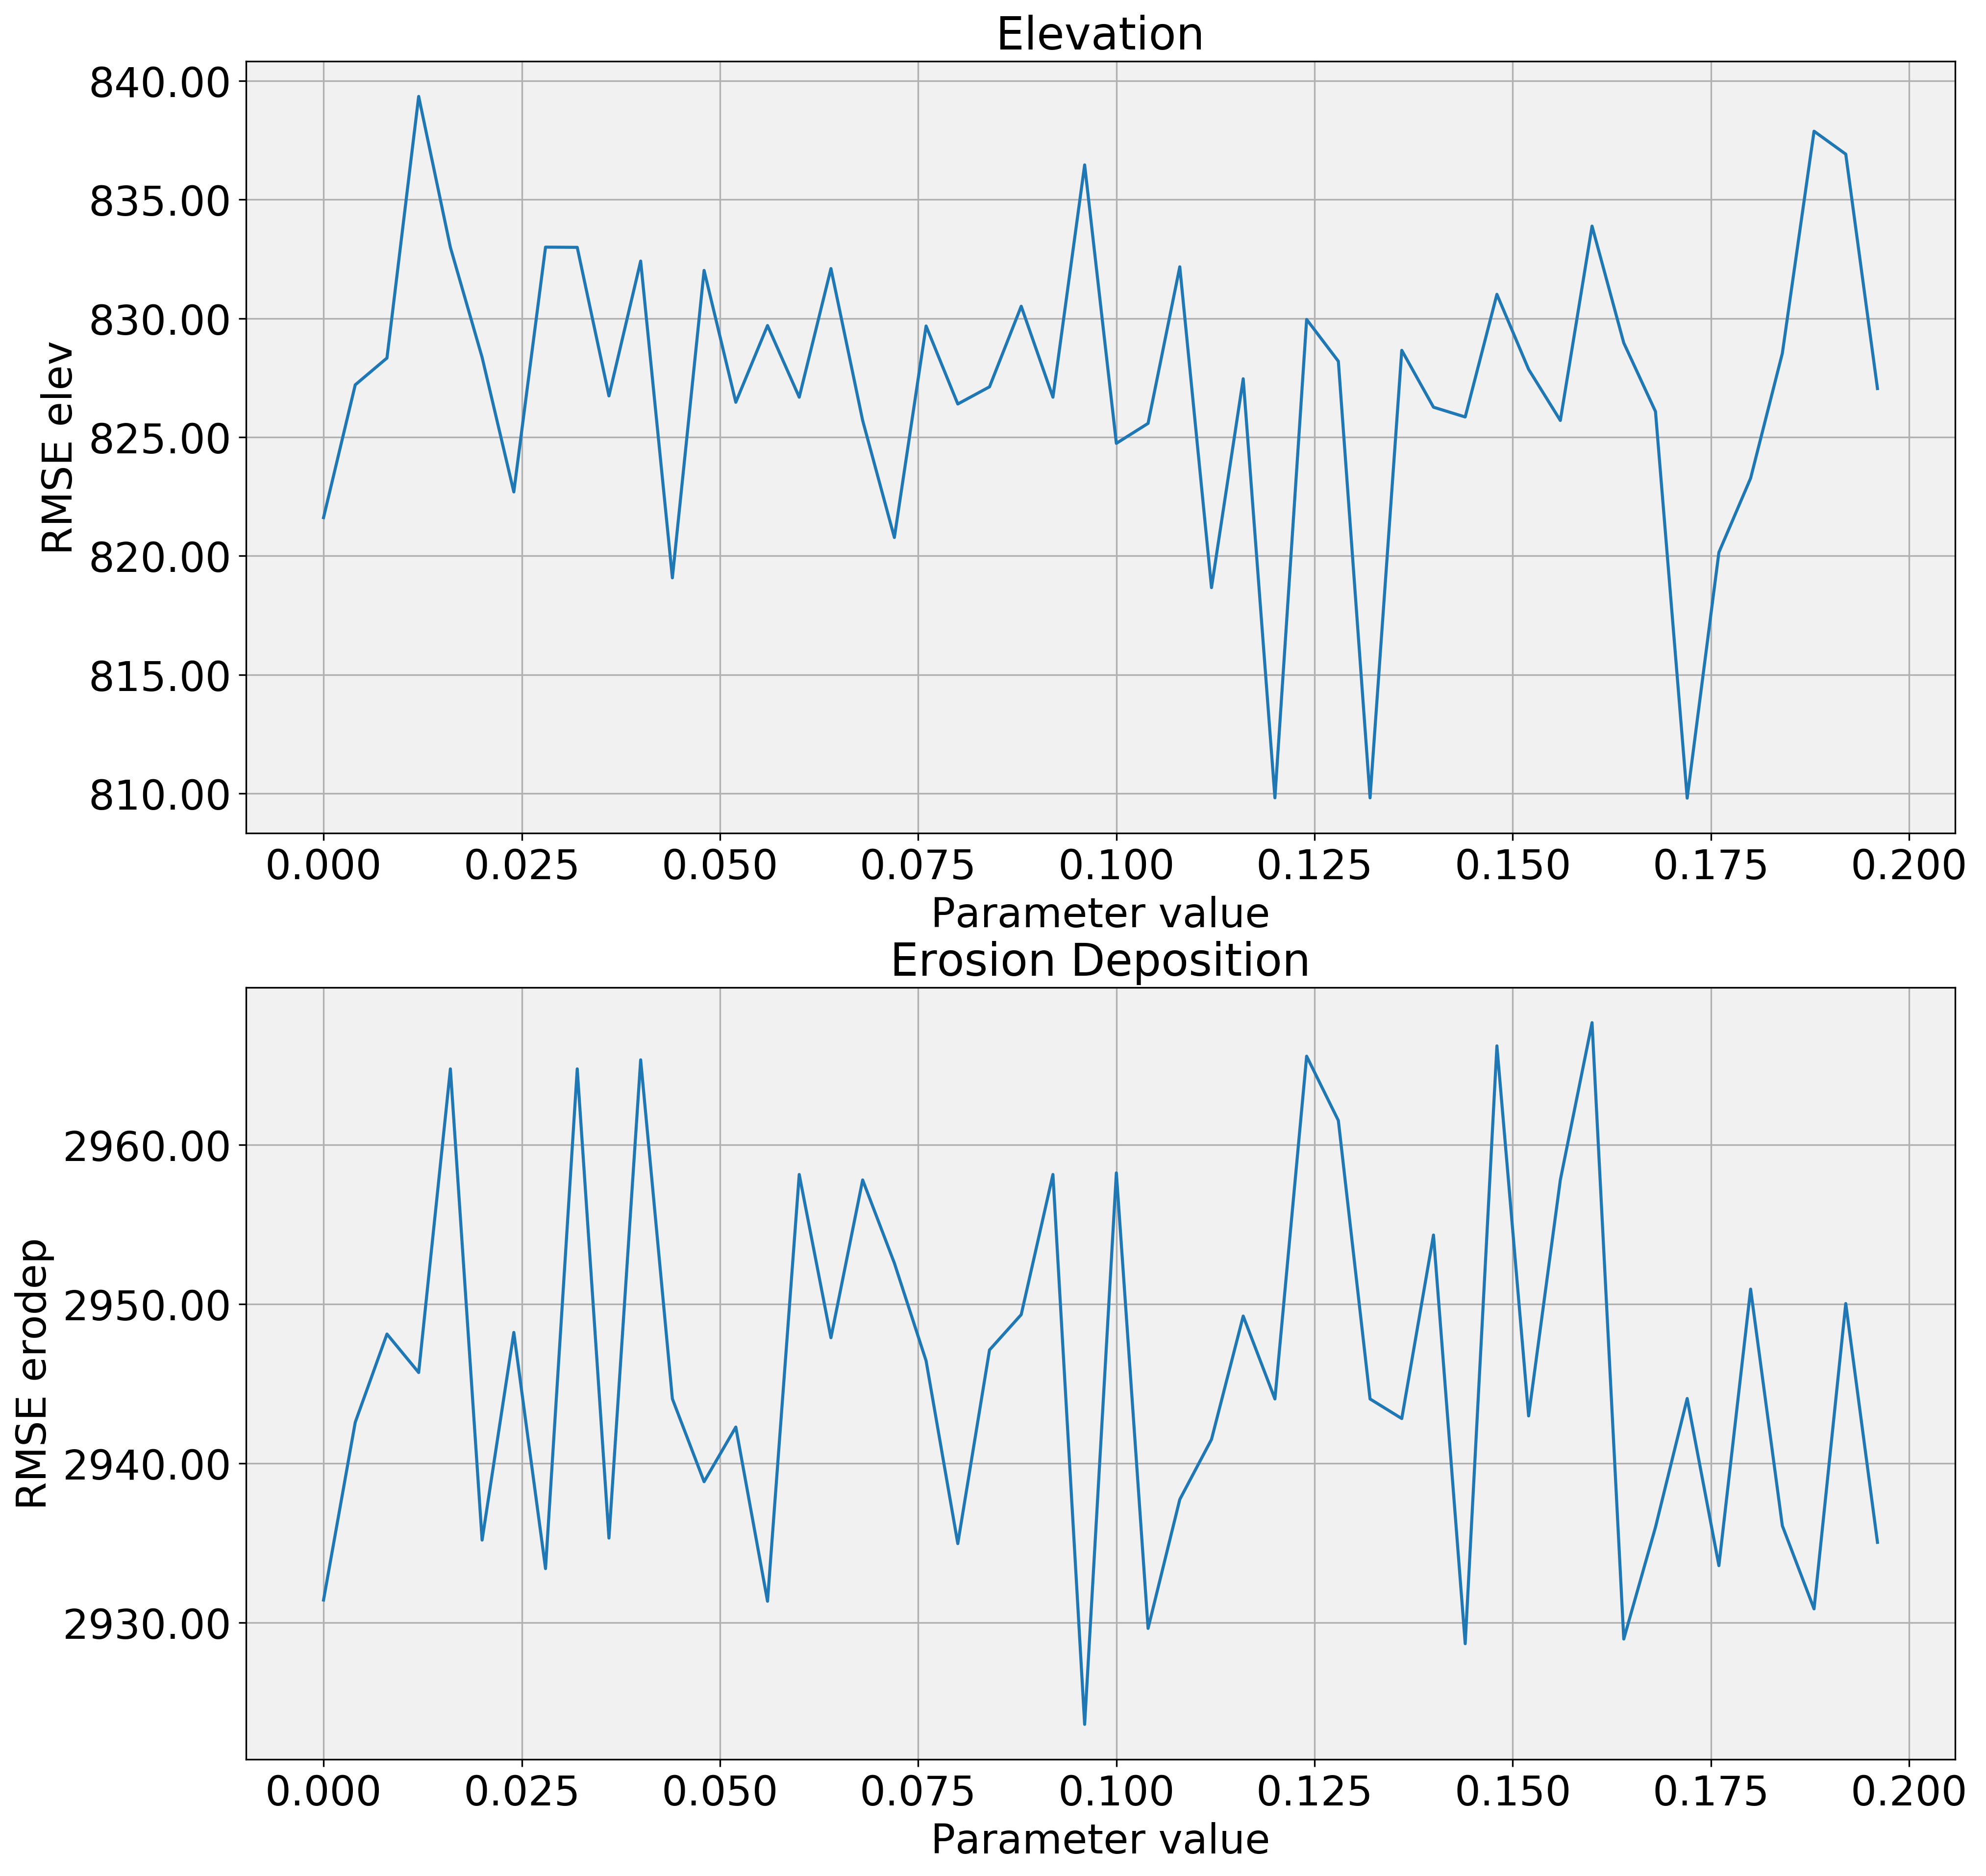 Elevation
840.00
835.00
830.00
825.00
820.00
815.00
810.00
RMSE elev
0.000 0.025 0.050 0.075 0.100 0.125 0.150 0.175 0.200
Parameter value
Erosion Deposition
2960.00
2950.00
2940.00
2930.00
RMSE erodep
0.000 0.025 0.050 0.075 0.100 0.125 0.150 0.175 0.200
Parameter value